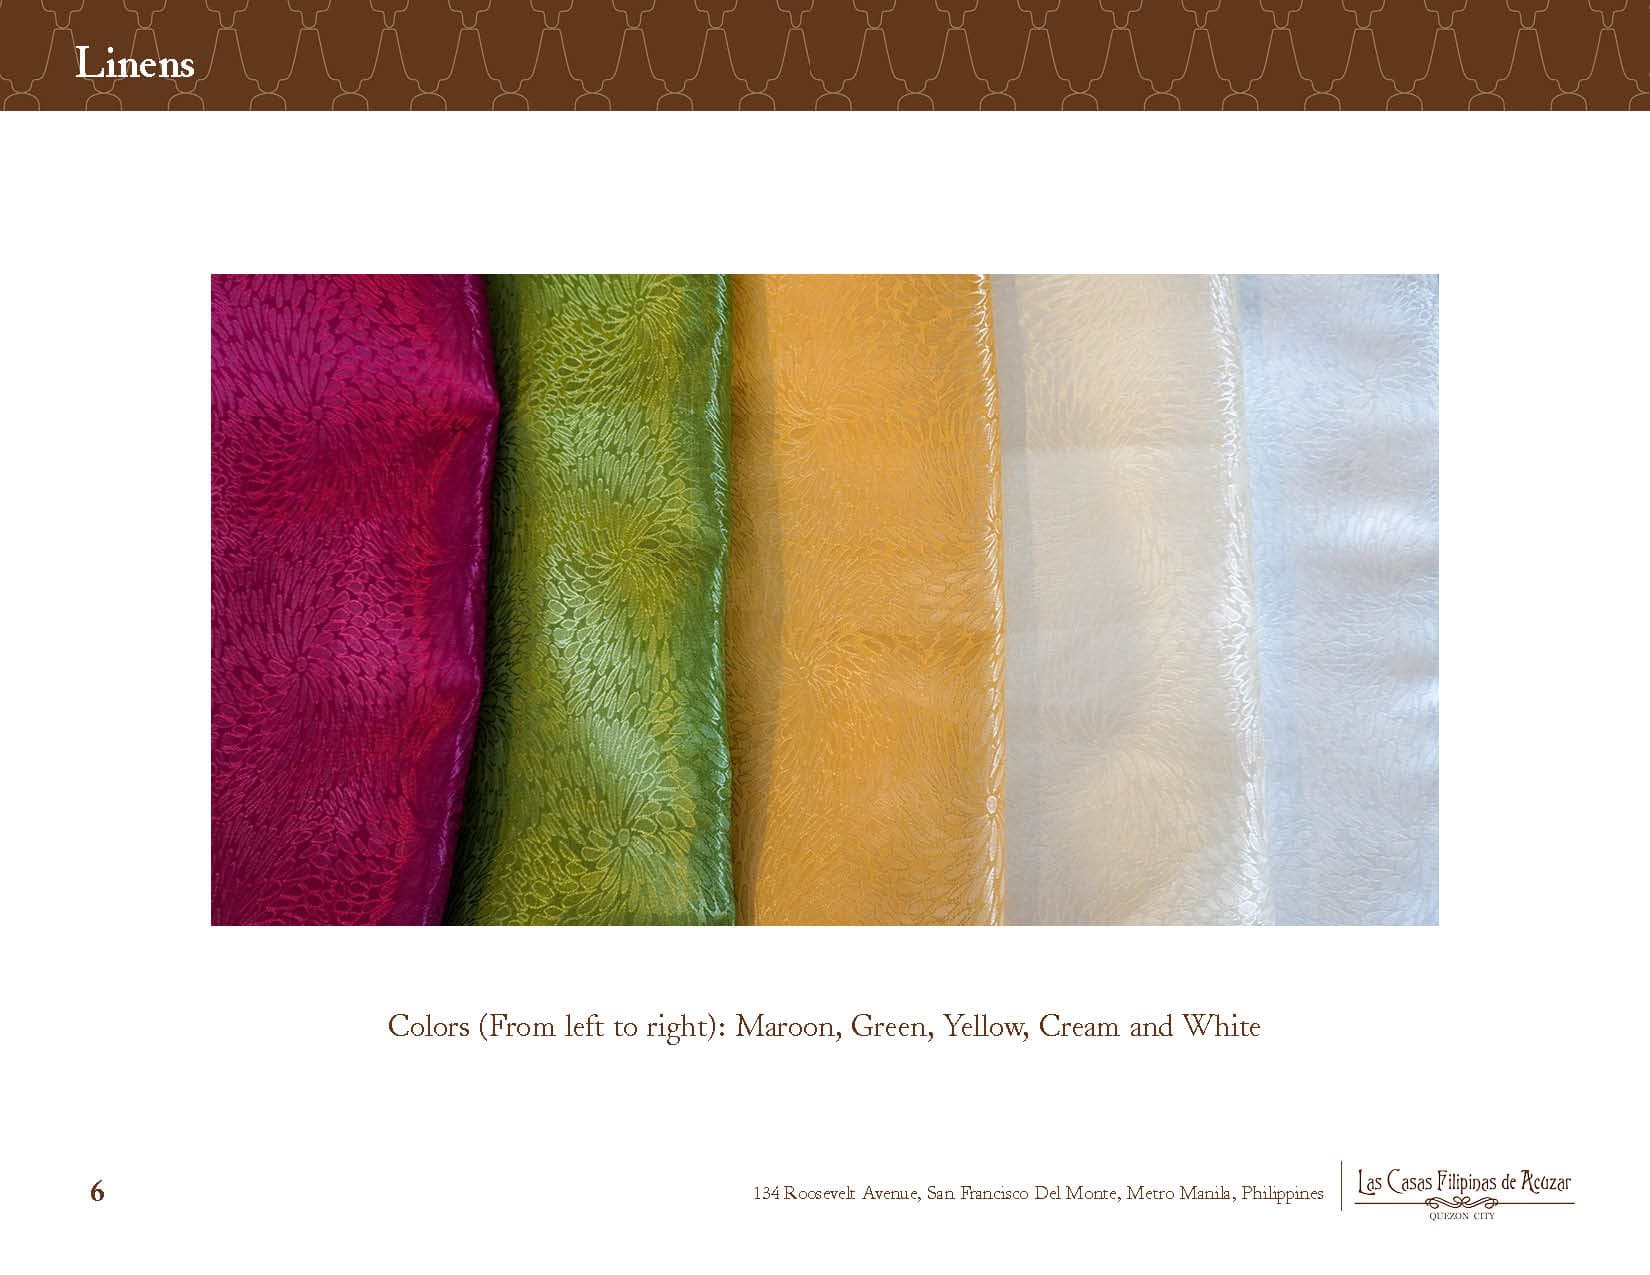 Linens
Colors (From left to right): Maroon, Green, Yellow, Cream and White
6
134 Roosevelt Avenue, San Francisco Del Monte, Metro Manila, Philippines
Las Casas Filipinas de Acuzar
QUEZON CITY